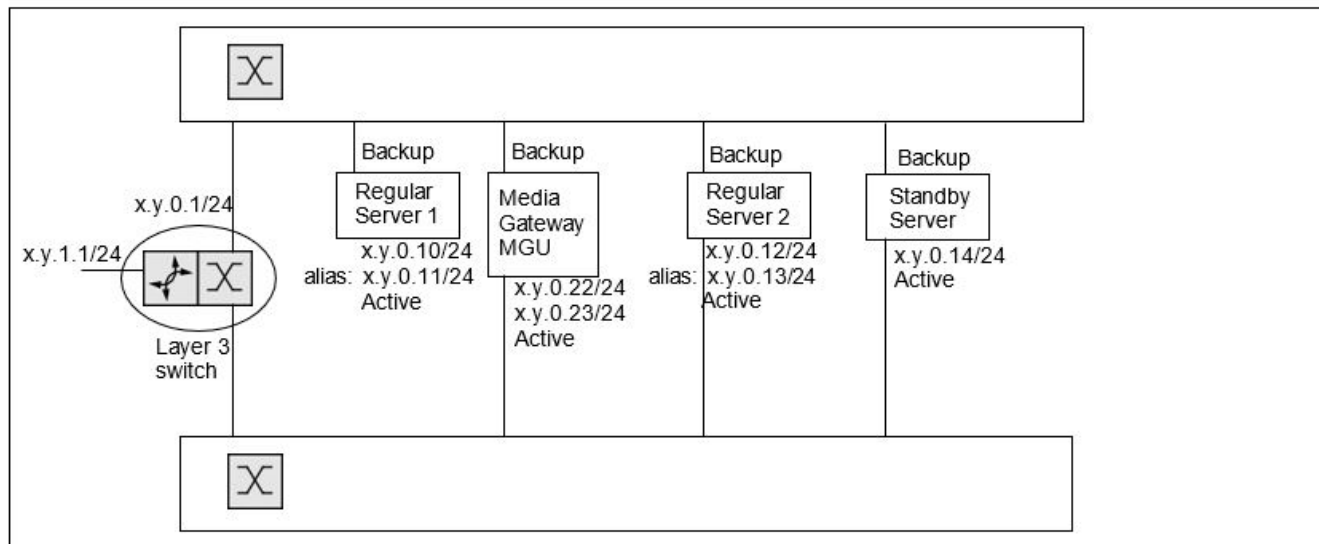 Backup
Backup
Backup
Backup
Regular
Server 1
Media
Gateway
MGU
Regular
Server 2
Standby
Server
x.y.0.1/24
x.y.1.1/24
Layer 3
switch
x.y.0.10/24
alias: x.y.0.11/24
Active
x.y.0.22/24
x.y.0.23/24
Active
x.y.0.12/24
alias: x.y.0.13/24
Active
x.y.0.14/24
Active